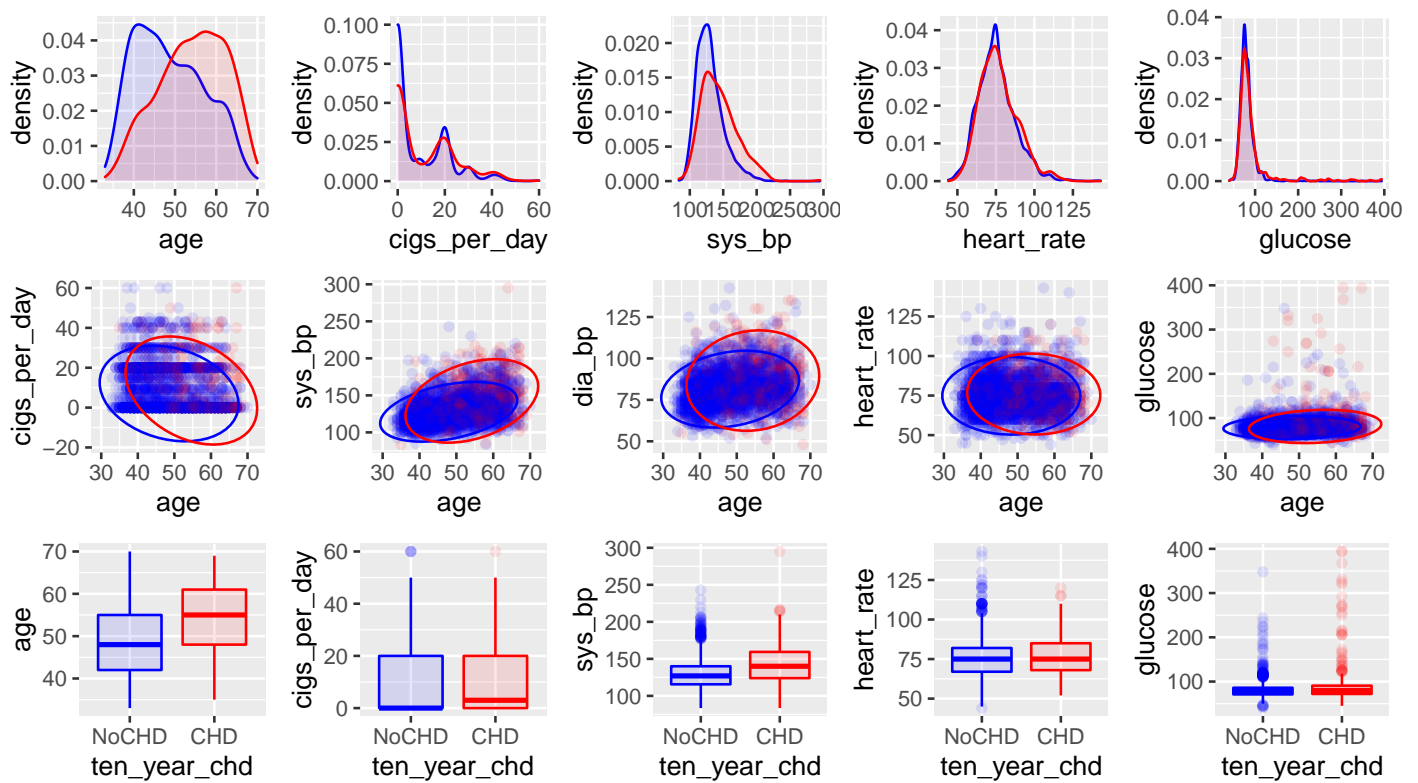 density
0.04
0.03
0.02
0.01
0.00
40 50 60 70
age
density
0.100
0.075
0.050
0.025
0.000
0 20 40 60
cigs_per_day
density
0.020
0.015
0.010
0.005
0.000
100 150 200 250 300
sys_bp
density
0.04
0.03
0.02
0.01
0.00
50 75 100 125
heart_rate
density
0.04
0.03
0.02
0.01
0.00
100 200 300 400
glucose
cigs_per_day
60
40
20
0
−20
30 40 50 60 70
age
sys_bp
300
250
200
150
100
30 40 50 60 70
age
dia_bp
125
100
75
50
30 40 50 60 70
age
heart_rate
150
125
100
75
50
30 40 50 60 70
age
glucose
400
300
200
100
30 40 50 60 70
age
age
70
60
50
40
NoCHD CHD
ten_year_chd
cigs_per_day
60
40
20
0
NoCHD CHD
ten_year_chd
sys_bp
300
250
200
150
100
NoCHD CHD
ten_year_chd
heart_rate
125
100
75
50
NoCHD CHD
ten_year_chd
glucose
400
300
200
100
NoCHD CHD
ten_year_chd